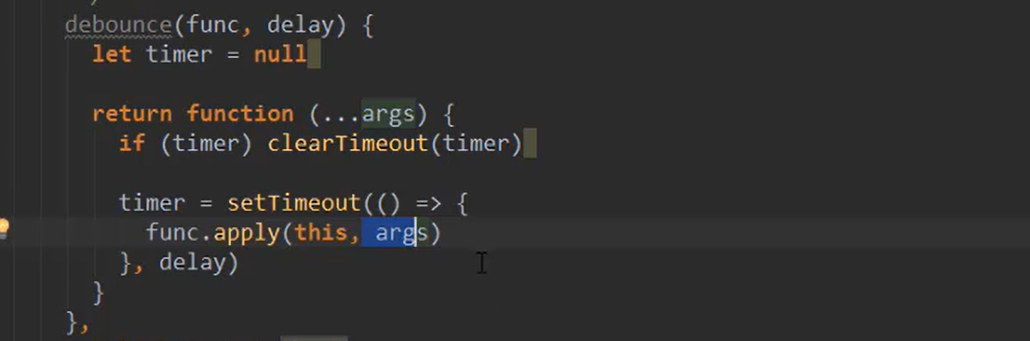 debounce(func, delay) {
let timer = null
return function (...args) {
if (timer) clearTimeout(timer)
timer = setTimeout(() => {
func.apply(this, args)
}, delay)
}
},